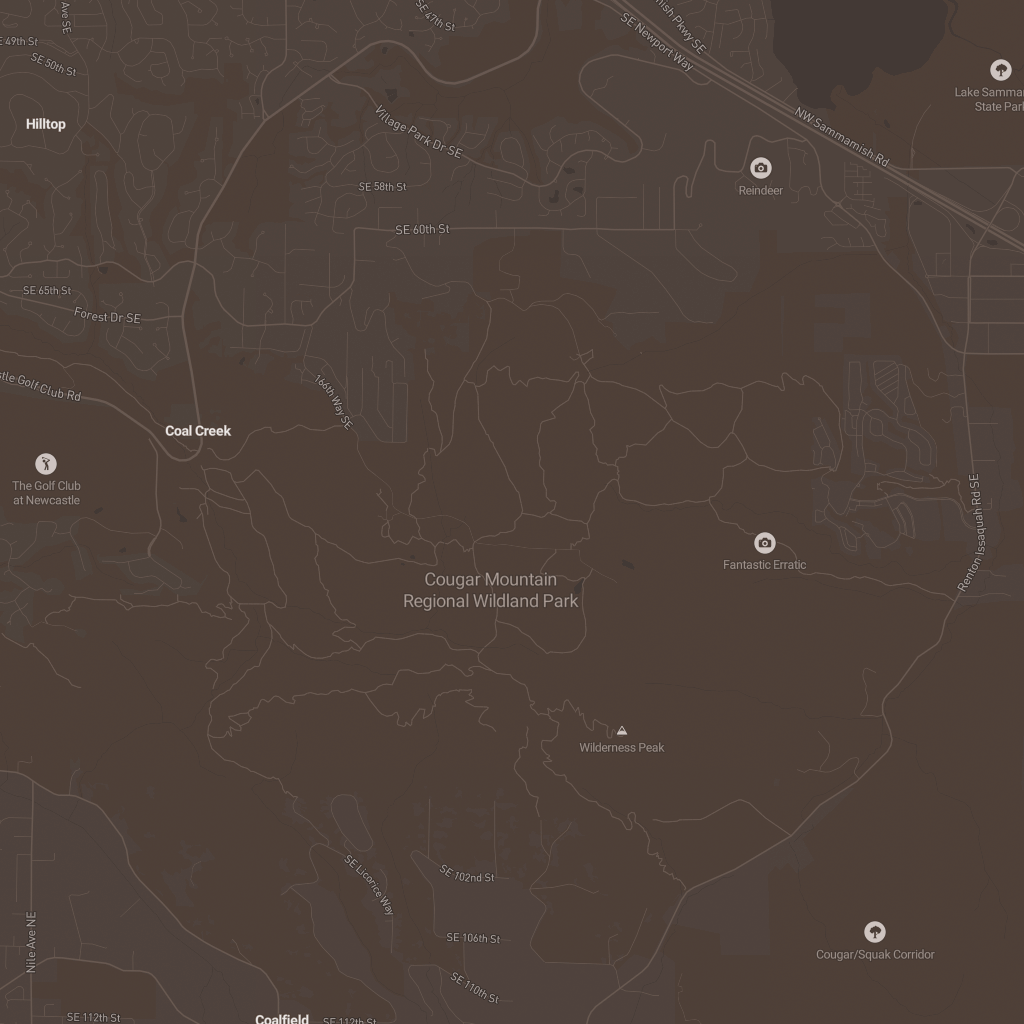 Ave SE
SE 47th St
SE Newport Way
SE 49th St
SE 50th St
Lake Sammam
State Park
Hilltop
Village Park Dr SE
NW Sammamish Rd
SE 58th St
Reindeer
SE 60th St
SE 65th St
Forest Dr SE
Golf Club Rd
166th Way SE
Coal Creek
The Golf Club
at Newcastle
Renton Issaquah Rd SE
Fantastic Erratic
Cougar Mountain
Regional Wildland Park
Wilderness Peak
SE Licorice Way
SE 102nd St
Nile Ave NE
SE 106th St
Cougar/Squak Corridor
SE 110th St
SE 112th St
Coalfield
SE 112th St